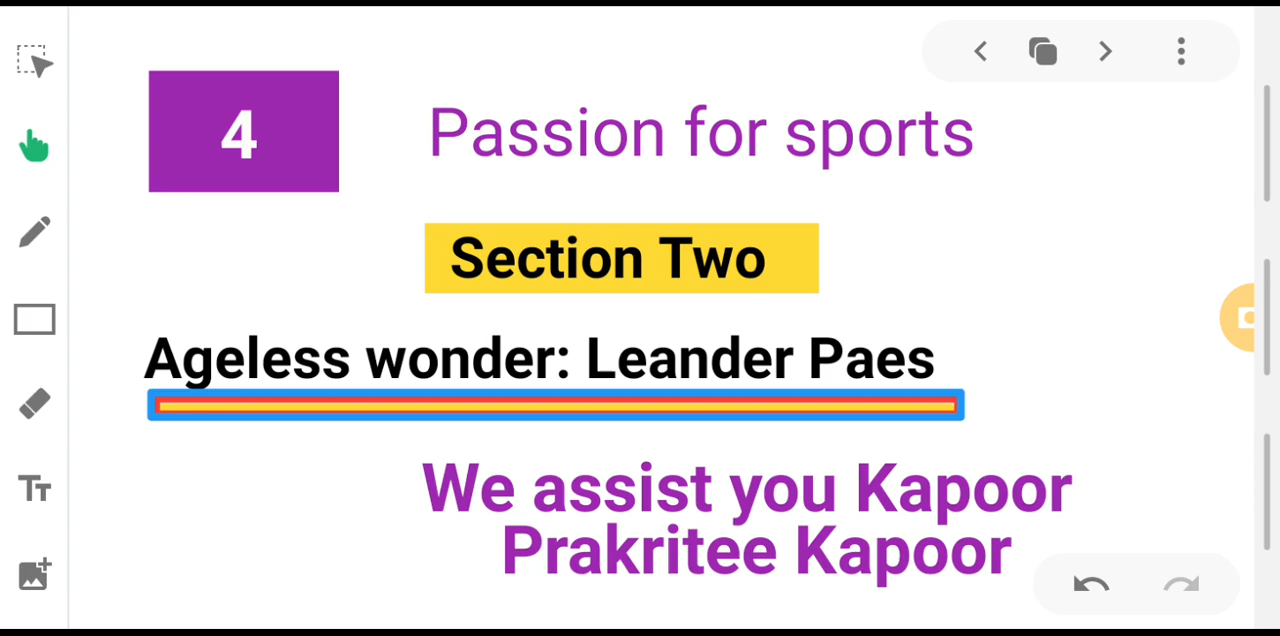 4
Passion for sports
Section Two
Ageless wonder: Leander Paes
We assist you Kapoor
Prakritee Kapoor